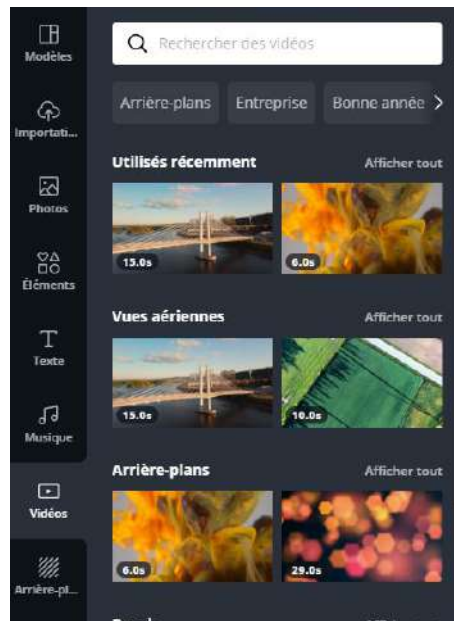 Modèles
Importati...
Photos
Éléments
Texte
Musique
Vidéos
Arrière-pl...
Rechercher des vidéos
Arrière-plans Entreprise Bonne année
Utilisés récemment Afficher tout
15.0s 6.0s
Vues aériennes Afficher tout
15.0s 10.0s
Arrière-plans Afficher tout
6.0s 29.0s